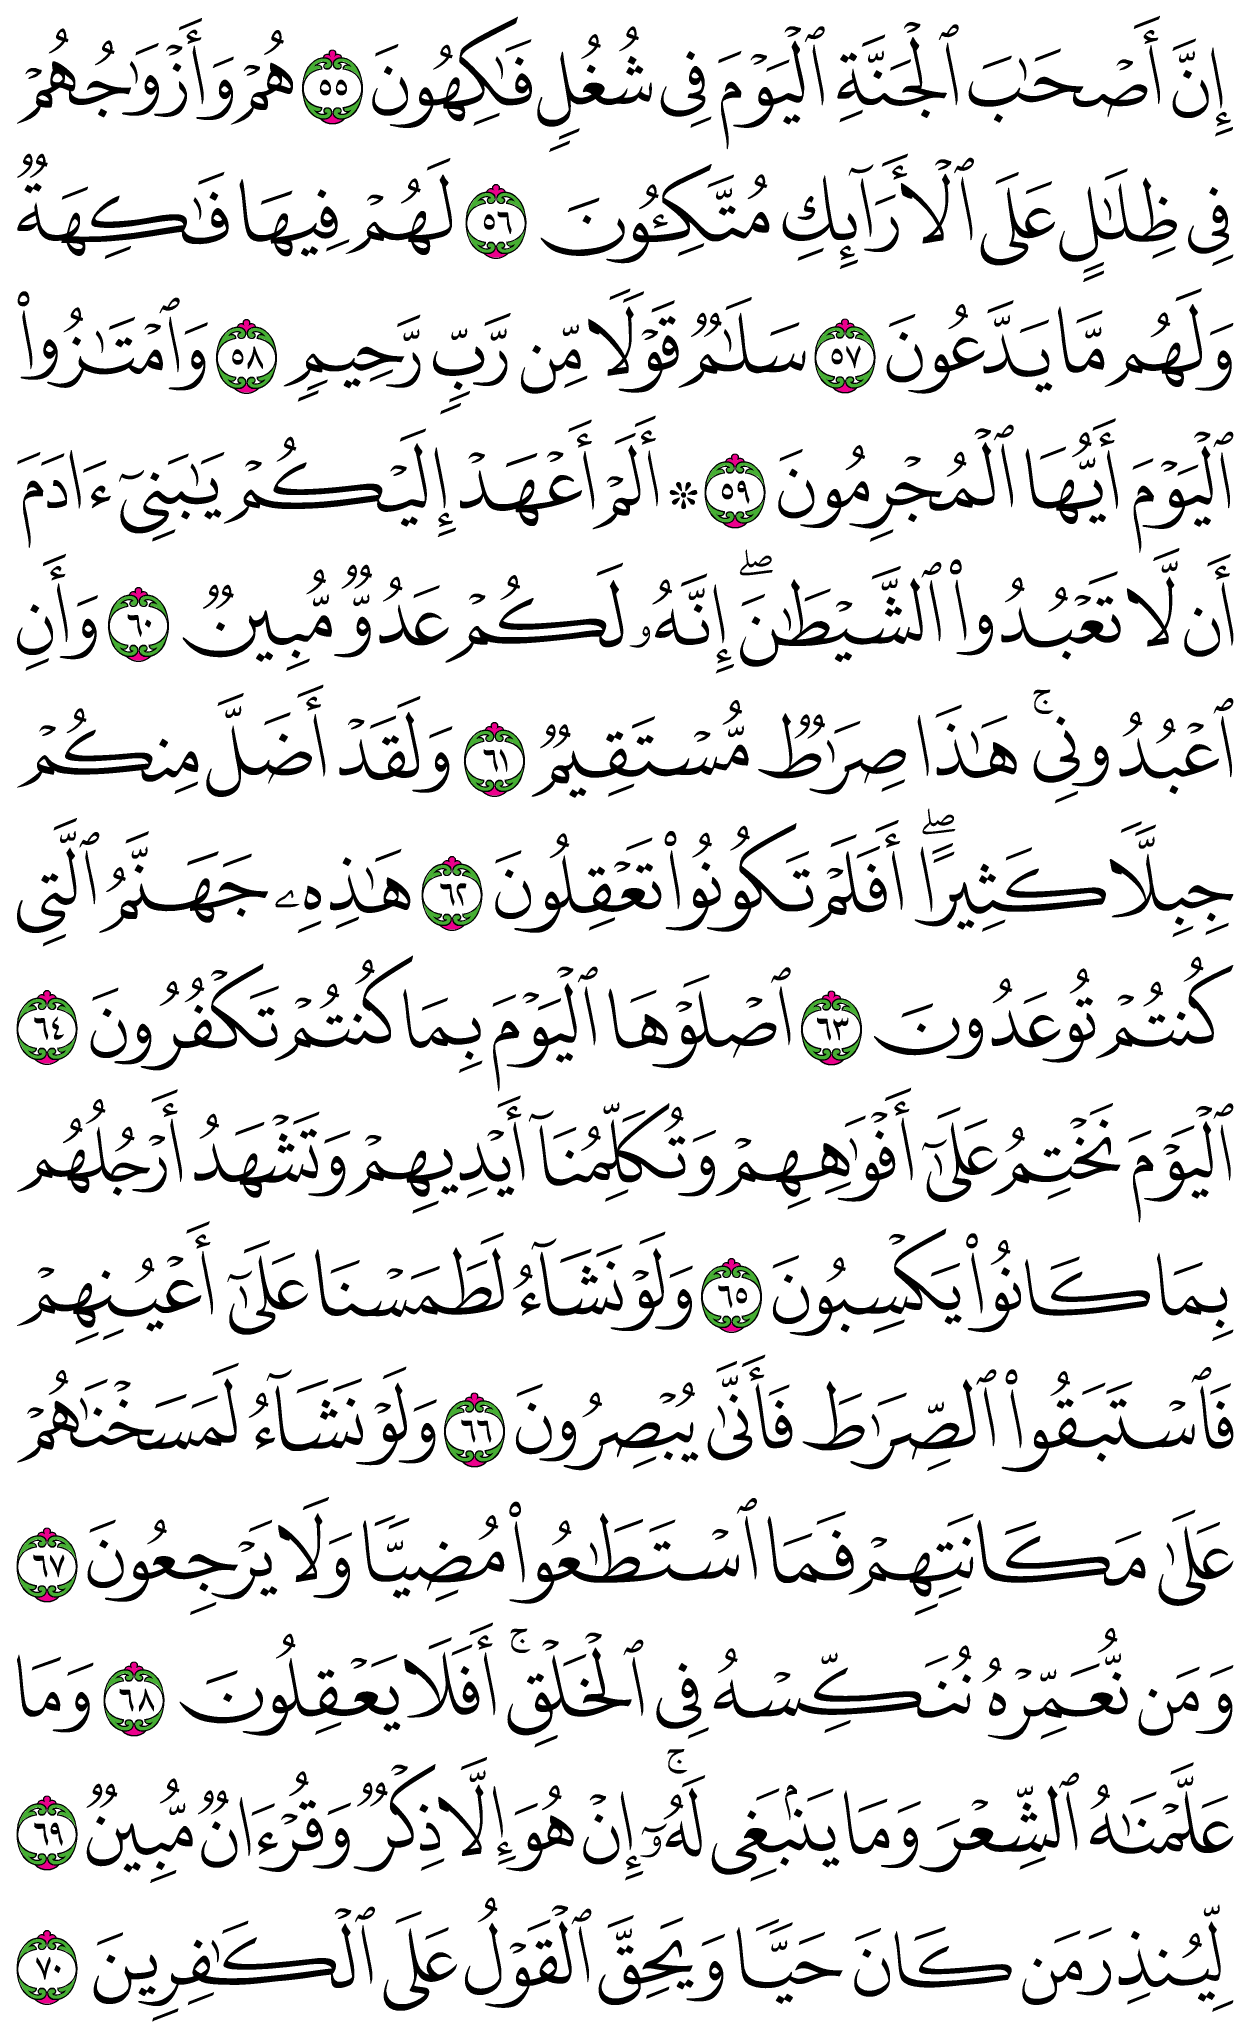 إِنَّ أَصْحَٰبَ ٱلْجَنَّةِ ٱلْيَوْمَ فِى شُغُلٍ فَٰكِهُونَ ٥٥ هُمْ وَأَزْوَٰجُهُمْ
فِى ظِلَٰلٍ عَلَى ٱلْأَرَآئِكِ مُتَّكِـُٔونَ ٥٦ لَهُمْ فِيهَا فَٰكِهَةٌ
وَلَهُم مَّا يَدَّعُونَ ٥٧ سَلَٰمٌ قَوْلًا مِّن رَّبٍّ رَّحِيمٍ ٥٨ وَٱمْتَٰزُوا۟
ٱلْيَوْمَ أَيُّهَا ٱلْمُجْرِمُونَ ٥٩ ۞ أَلَمْ أَعْهَدْ إِلَيْكُمْ يَٰبَنِىٓ ءَادَمَ
أَن لَّا تَعْبُدُوا۟ ٱلشَّيْطَٰنَ ۖ إِنَّهُۥ لَكُمْ عَدُوٌّ مُّبِينٌ ٦٠ وَأَنِ
ٱعْبُدُونِى ۚ هَٰذَا صِرَٰطٌ مُّسْتَقِيمٌ ٦١ وَلَقَدْ أَضَلَّ مِنكُمْ
جِبِلًّا كَثِيرًا ۖ أَفَلَمْ تَكُونُوا۟ تَعْقِلُونَ ٦٢ هَٰذِهِۦ جَهَنَّمُ ٱلَّتِى
كُنتُمْ تُوعَدُونَ ٦٣ ٱصْلَوْهَا ٱلْيَوْمَ بِمَا كُنتُمْ تَكْفُرُونَ ٦٤
ٱلْيَوْمَ نَخْتِمُ عَلَىٰٓ أَفْوَٰهِهِمْ وَتُكَلِّمُنَآ أَيْدِيهِمْ وَتَشْهَدُ أَرْجُلُهُم
بِمَا كَانُوا۟ يَكْسِبُونَ ٦٥ وَلَوْ نَشَآءُ لَطَمَسْنَا عَلَىٰٓ أَعْيُنِهِمْ
فَٱسْتَبَقُوا۟ ٱلصِّرَٰطَ فَأَنَّىٰ يُبْصِرُونَ ٦٦ وَلَوْ نَشَآءُ لَمَسَخْنَٰهُمْ
عَلَىٰ مَكَانَتِهِمْ فَمَا ٱسْتَطَٰعُوا۟ مُضِيًّا وَلَا يَرْجِعُونَ ٦٧
وَمَن نُّعَمِّرْهُ نُنَكِّسْهُ فِى ٱلْخَلْقِ ۚ أَفَلَا يَعْقِلُونَ ٦٨ وَمَا
عَلَّمْنَٰهُ ٱلشِّعْرَ وَمَا يَنۢبَغِى لَهُۥٓ ۚ إِنْ هُوَ إِلَّا ذِكْرٌ وَقُرْءَانٌ مُّبِينٌ ٦٩
لِّيُنذِرَ مَن كَانَ حَيًّا وَيَحِقَّ ٱلْقَوْلُ عَلَى ٱلْكَٰفِرِينَ ٧٠